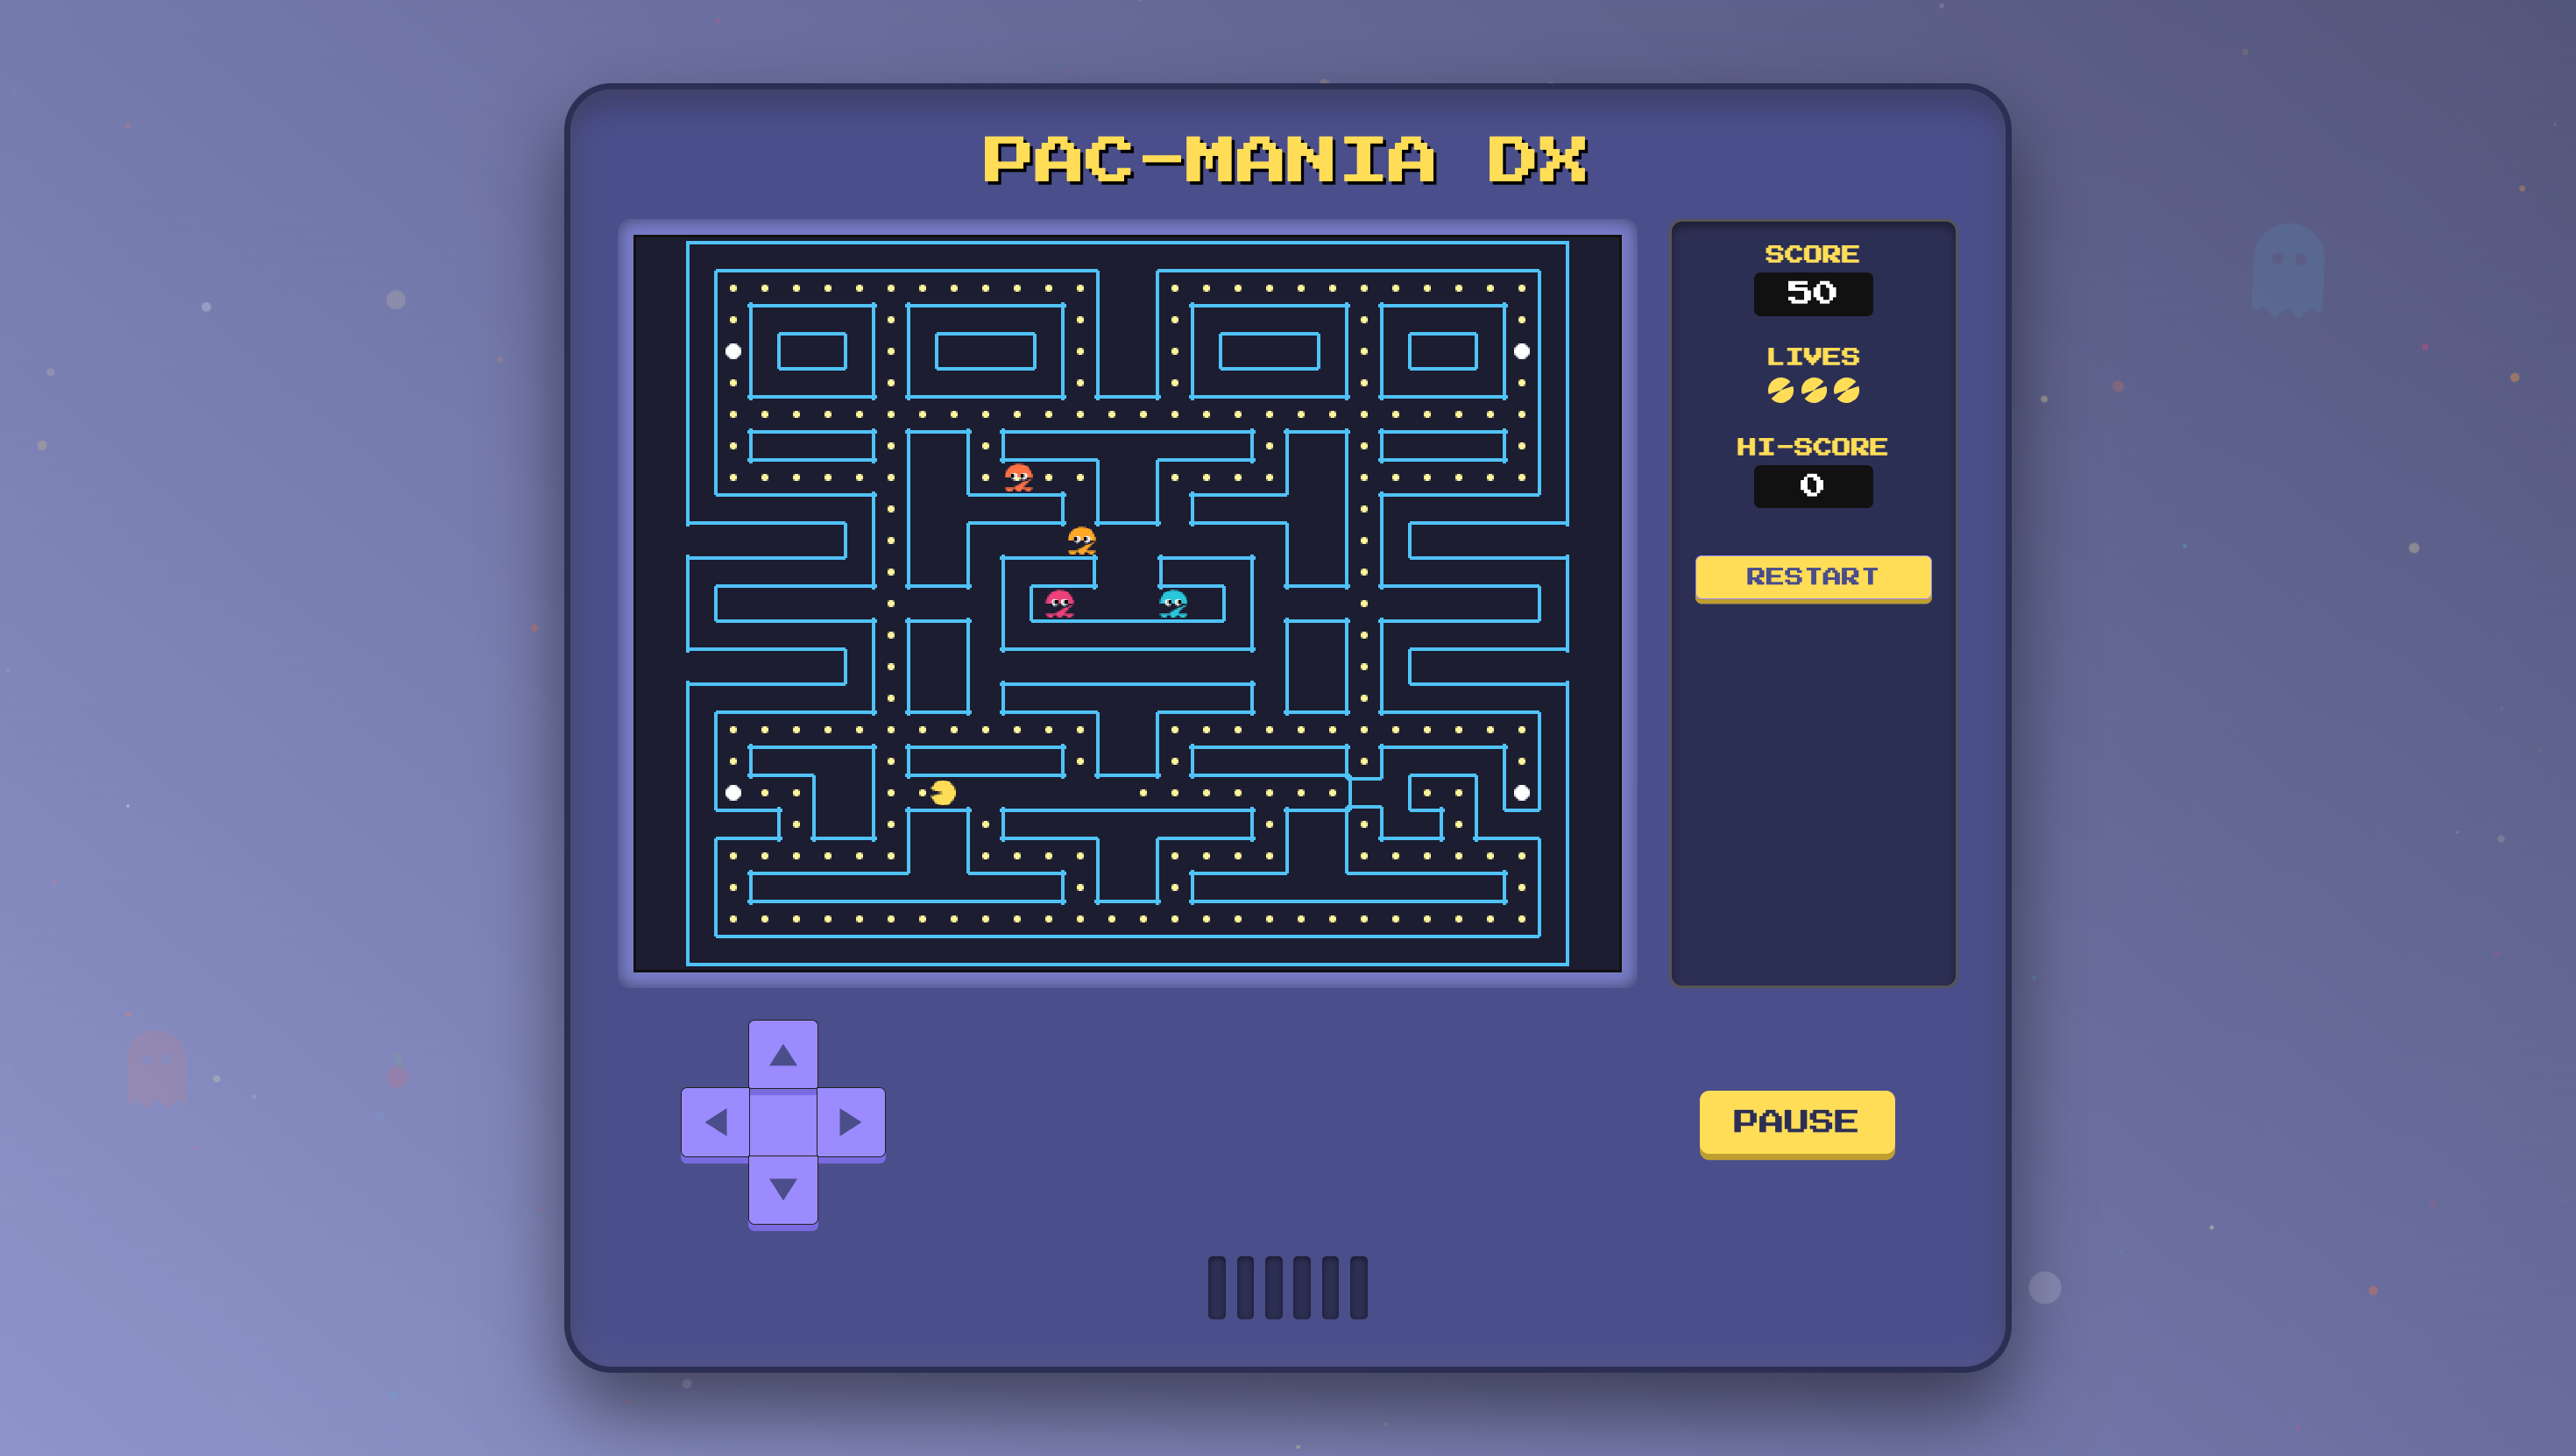 PAC-MANIA DX
SCORE
50
LIVES
HI-SCORE
0
RESTART
PAUSE